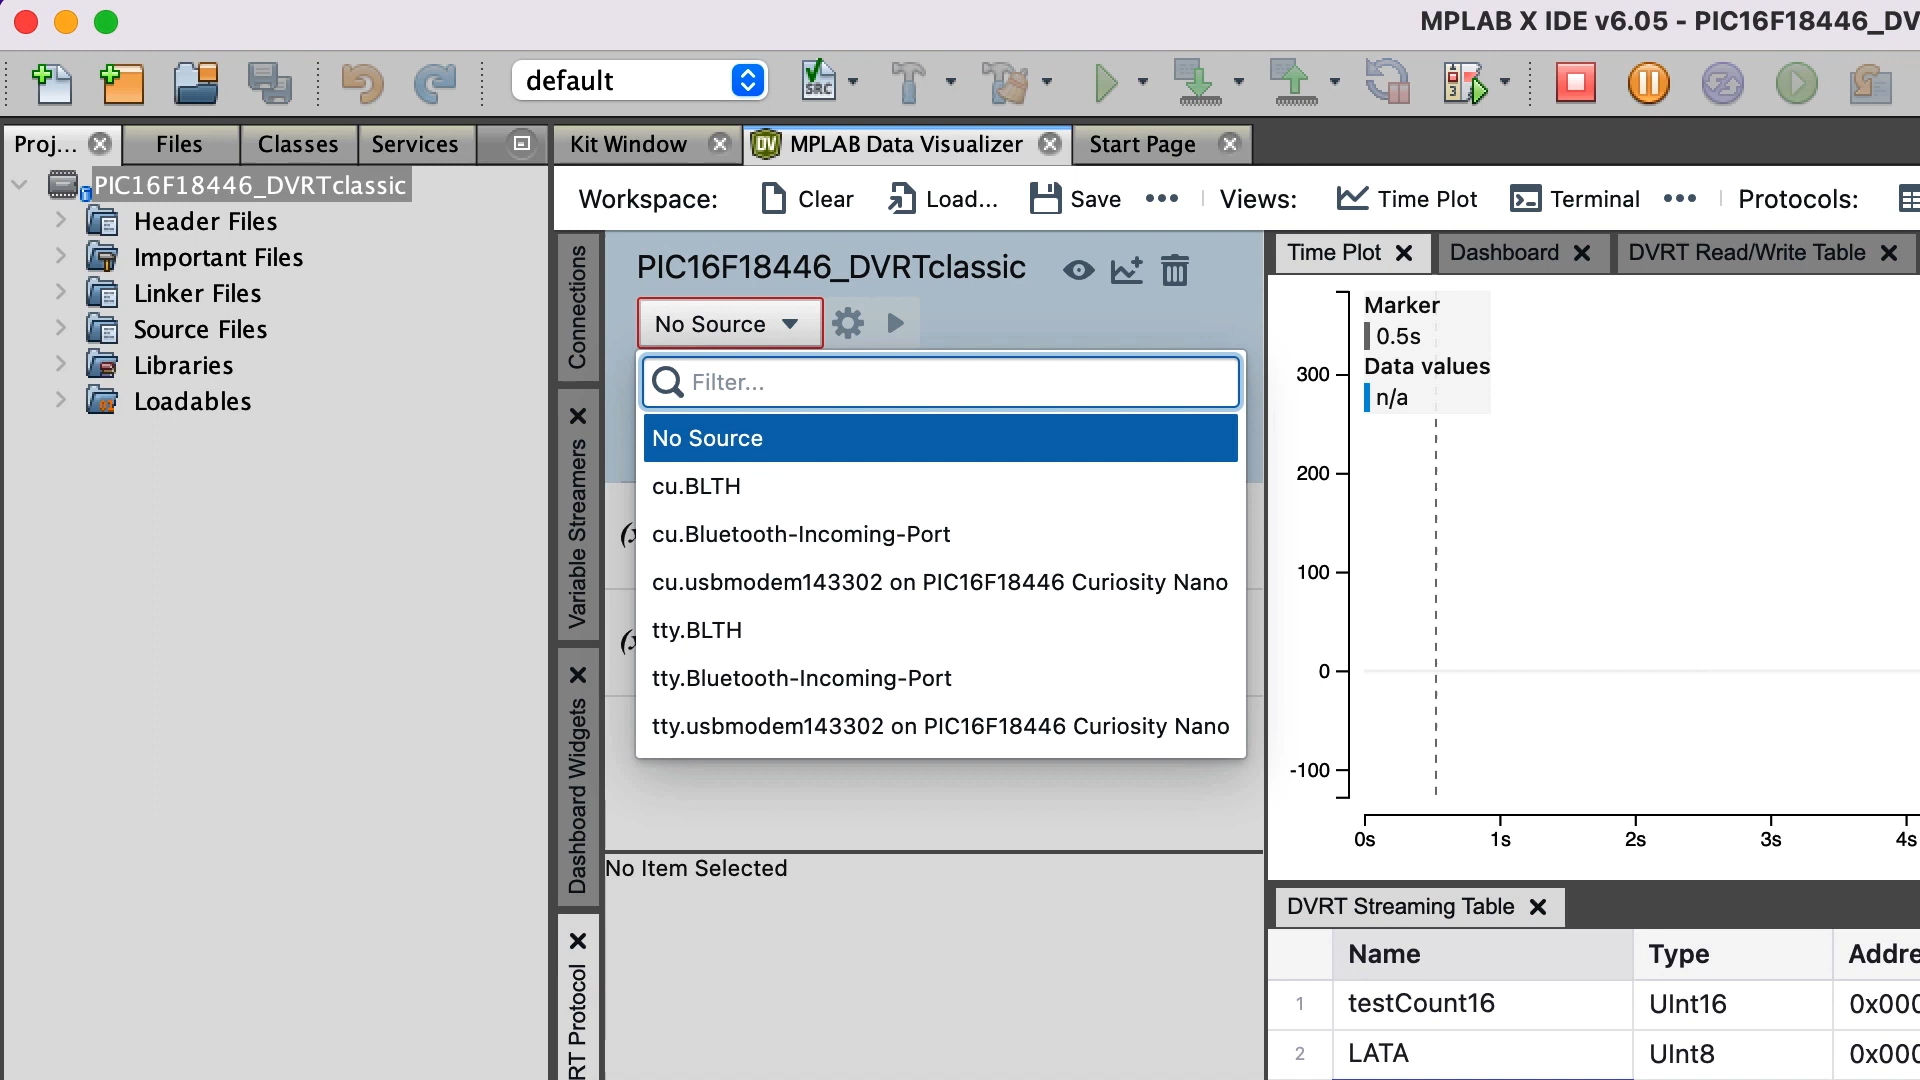 MPLAB X IDE v6.05 - PIC16F18446_DV
default
SRC
Proj...
Files
Classes
Services
Kit Window
DV
MPLAB Data Visualizer
Start Page
PIC16F18446_DVRTclassic
Header Files
Important Files
Linker Files
Source Files
Libraries
Loadables
Workspace:
Clear
Load...
Save
•••
Views:
Time Plot
Terminal
•••
Protocols:
Connections
Variable Streamers
Dashboard Widgets
RT Protocol
PIC16F18446_DVRTclassic
No Source
Filter...
No Source
cu.BLTH
cu.Bluetooth-Incoming-Port
cu.usbmodem143302 on PIC16F18446 Curiosity Nano
tty.BLTH
tty.Bluetooth-Incoming-Port
tty.usbmodem143302 on PIC16F18446 Curiosity Nano
No Item Selected
Time Plot
Dashboard
DVRT Read/Write Table
Marker
0.5s
Data values
n/a
300
200
100
0
-100
0s
1s
2s
3s
4s
DVRT Streaming Table
Name
Type
Addre
1
testCount16
UInt16
0x000
2
LATA
UInt8
0x000